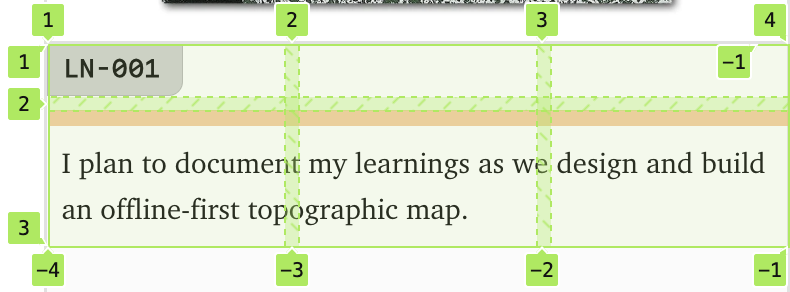 1 2 3 4
1 LN-001 −1
2
I plan to document my learnings as we design and build
an offline-first topographic map.
3
−4 −3 −2 −1